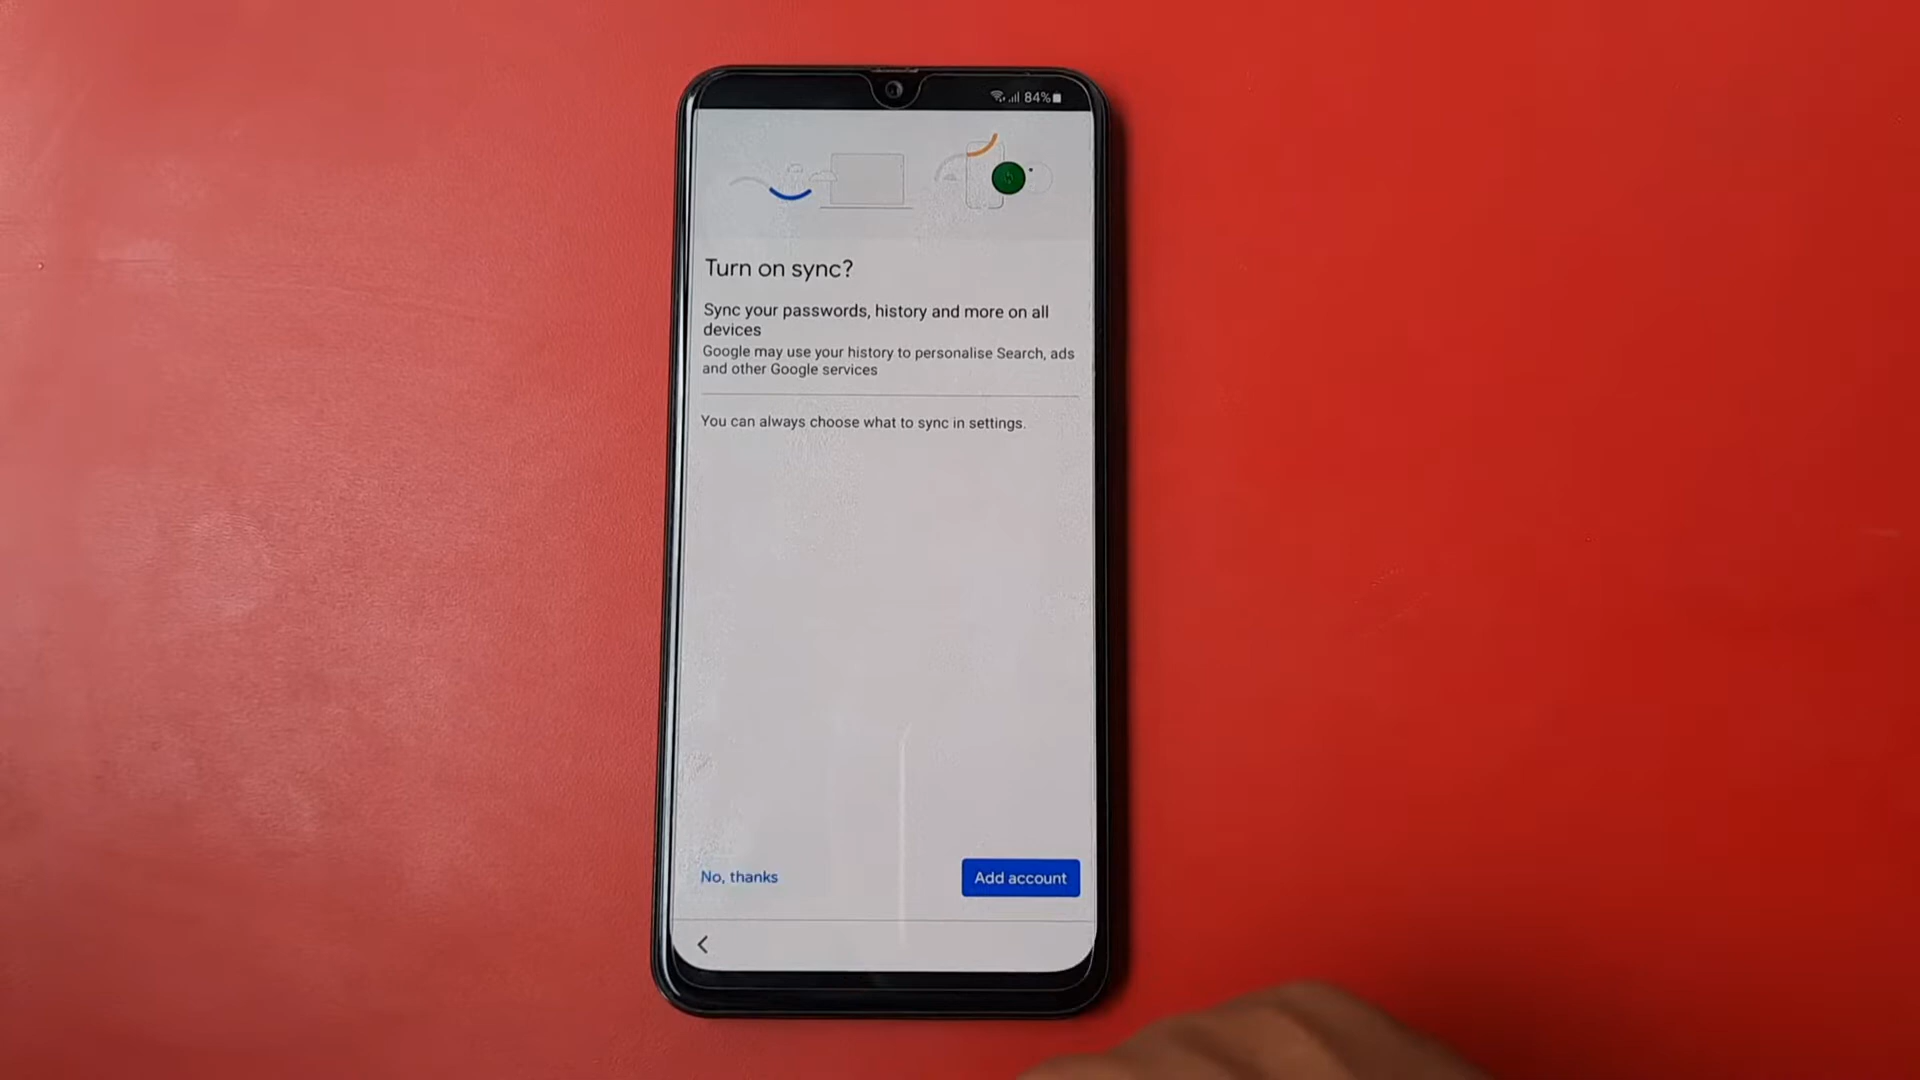 84%
Turn on sync?
Sync your passwords, history and more on all
devices
Google may use your history to personalise Search, ads
and other Google services
You can always choose what to sync in settings.
No, thanks
Add account